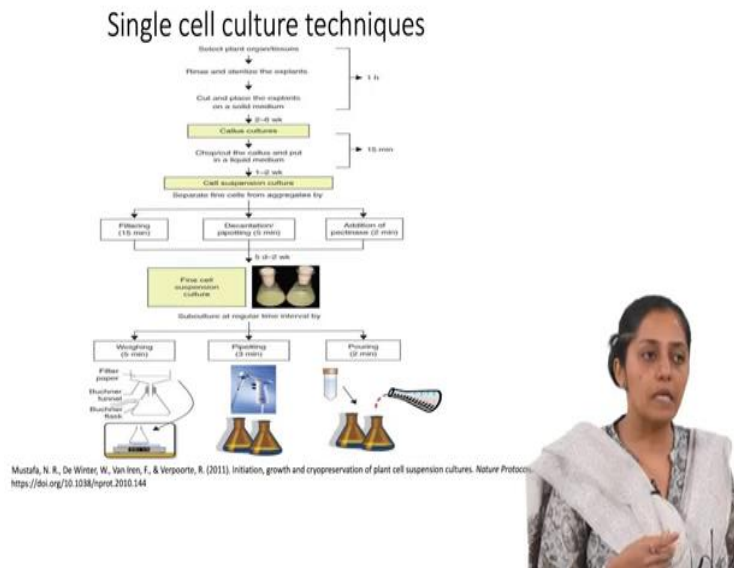 Single cell culture techniques
Select plant organ/tissue
Rinse and sterilize the explants
1 h
Cut and place the explants
on a solid medium
2–6 wk
Callus cultures
Chop/cut the callus and put
in a liquid medium
15 min
1–2 wk
Cell suspension culture
Separate fine cells from aggregates by
Filtering
(15 min)
Decantation/
pipetting (5 min)
Addition of
pectinase (2 min)
5 d–2 wk
Fine cell
suspension
culture
Subculture at regular time interval by
Weighing
(5 min)
Pipetting
(3 min)
Pouring
(2 min)
Filter
paper
Buchner
funnel
Buchner
flask
Mustafa, N. R., De Winter, W., Van Iren, F., & Verpoorte, R. (2011). Initiation, growth and cryopreservation of plant cell suspension cultures. Nature
https://doi.org/10.1038/nprot.2010.144